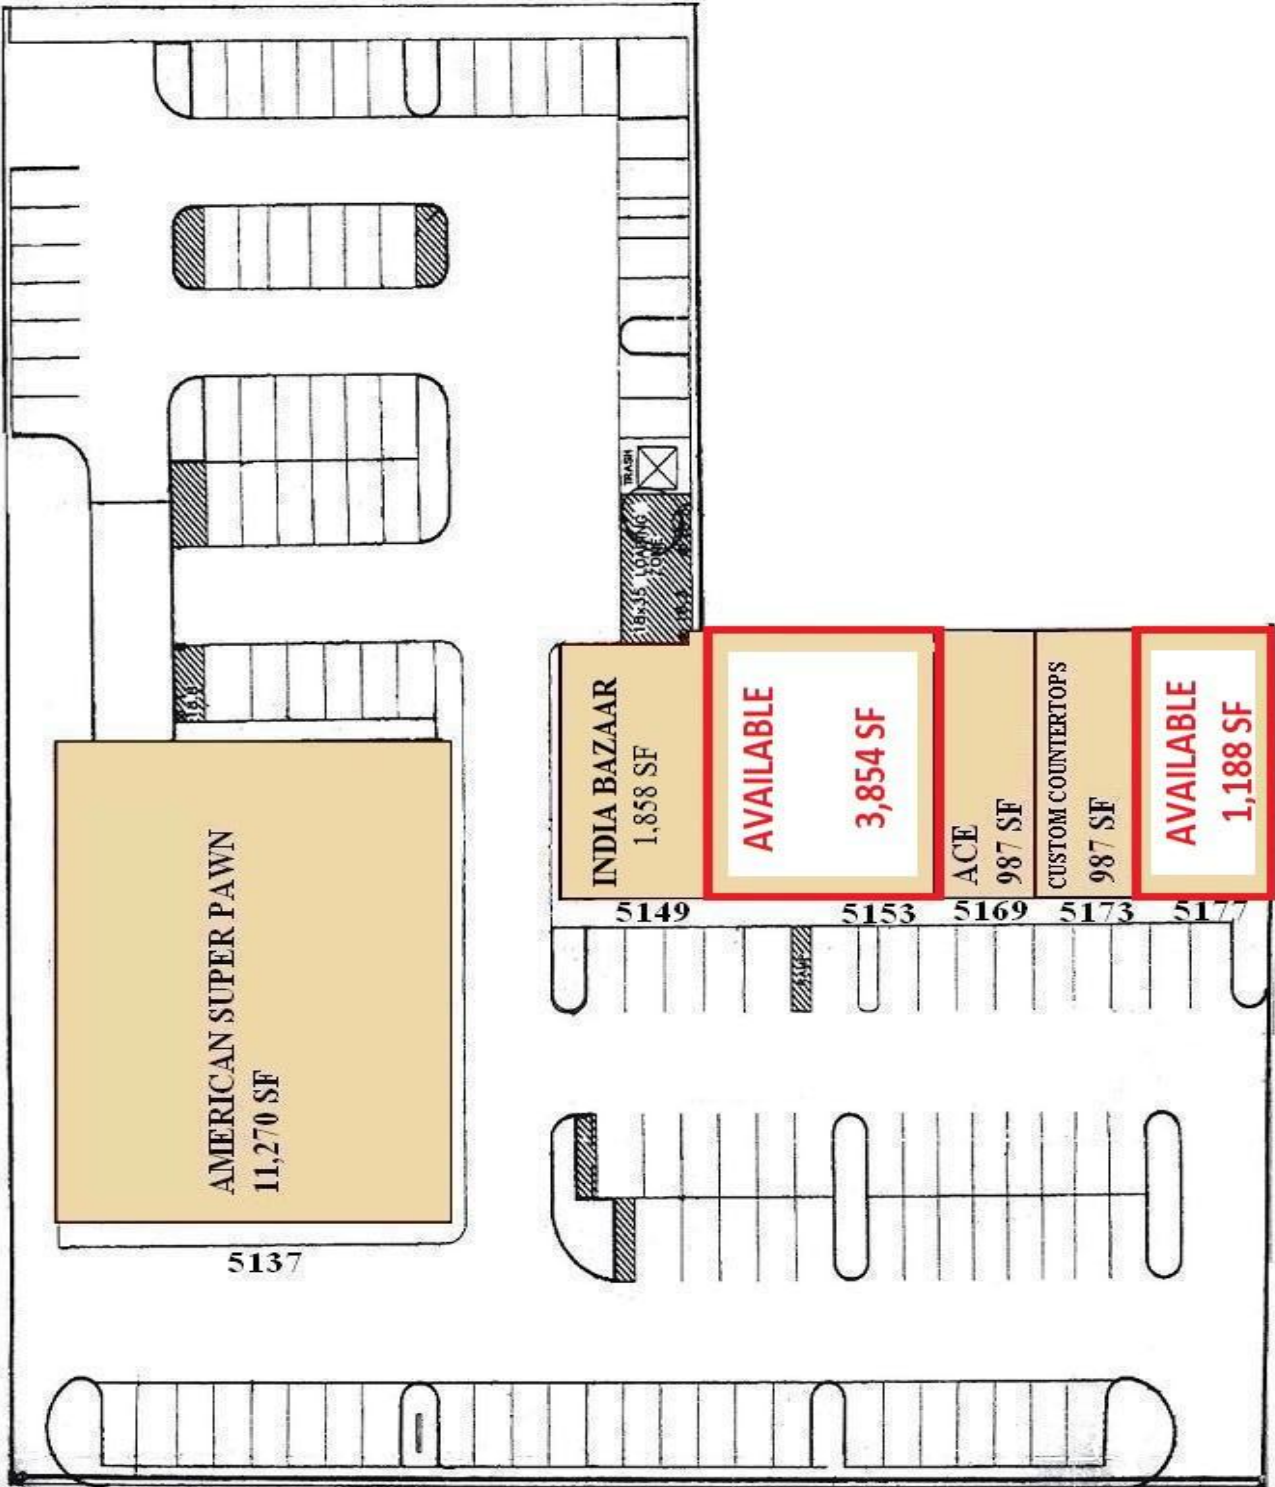 TRASH
18x35 LOADING
ZONE
AMERICAN SUPER PAWN
11,270 SF
5137
INDIA BAZAAR
1,858 SF
5149
AVAILABLE
3,854 SF
5153
ACE
987 SF
5169
CUSTOM COUNTERTOPS
987 SF
5173
AVAILABLE
1,188 SF
5177